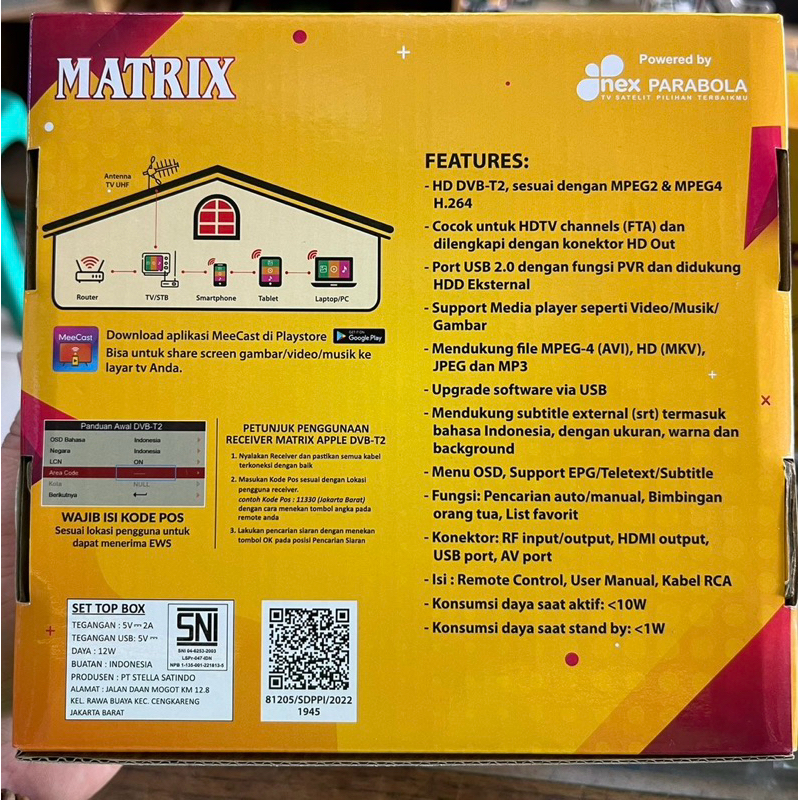 MATRIX
Powered by
nex PARABOLA
TV SATELIT PILIHAN TERBAIKMU
Antenna
TV UHF
Router
TV/STB
Smartphone
Tablet
Laptop/PC
MeeCast
Download aplikasi MeeCast di Playstore
GET IT ON
Google Play
Bisa untuk share screen gambar/video/musik ke
layar tv Anda.
Panduan Awal DVB-T2
OSD Bahasa Indonesia
Negara Indonesia
LCN ON
Area Code -----
Kota NULL
Berikutnya
WAJIB ISI KODE POS
Sesuai lokasi pengguna untuk
dapat menerima EWS
PETUNJUK PENGGUNAAN
RECEIVER MATRIX APPLE DVB-T2
1. Nyalakan Receiver dan pastikan semua kabel
terkoneksi dengan baik
2. Masukan Kode Pos sesuai dengan Lokasi
pengguna receiver.
contoh Kode Pos : 11330 (Jakarta Barat)
dengan cara menekan tombol angka pada
remote anda
3. Lakukan pencarian siaran dengan menekan
tombol OK pada posisi Pencarian Siaran
SET TOP BOX
TEGANGAN : 5V⎓2A
TEGANGAN USB: 5V⎓
DAYA : 12W
BUATAN : INDONESIA
PRODUSEN : PT STELLA SATINDO
ALAMAT : JALAN DAAN MOGOT KM 12.8
KEL. RAWA BUAYA KEC. CENGKARENG
JAKARTA BARAT
SNI
SNI 04-6253-2003
LSPr-047-IDN
NPB 1-135-001-221813-5
81205/SDPPI/2022
1945
FEATURES:
- HD DVB-T2, sesuai dengan MPEG2 & MPEG4
H.264
- Cocok untuk HDTV channels (FTA) dan
dilengkapi dengan konektor HD Out
- Port USB 2.0 dengan fungsi PVR dan didukung
HDD Eksternal
- Support Media player seperti Video/Musik/
Gambar
- Mendukung file MPEG-4 (AVI), HD (MKV),
JPEG dan MP3
- Upgrade software via USB
- Mendukung subtitle external (srt) termasuk
bahasa Indonesia, dengan ukuran, warna dan
background
- Menu OSD, Support EPG/Teletext/Subtitle
- Fungsi: Pencarian auto/manual, Bimbingan
orang tua, List favorit
- Konektor: RF input/output, HDMI output,
USB port, AV port
- Isi : Remote Control, User Manual, Kabel RCA
- Konsumsi daya saat aktif: <10W
- Konsumsi daya saat stand by: <1W